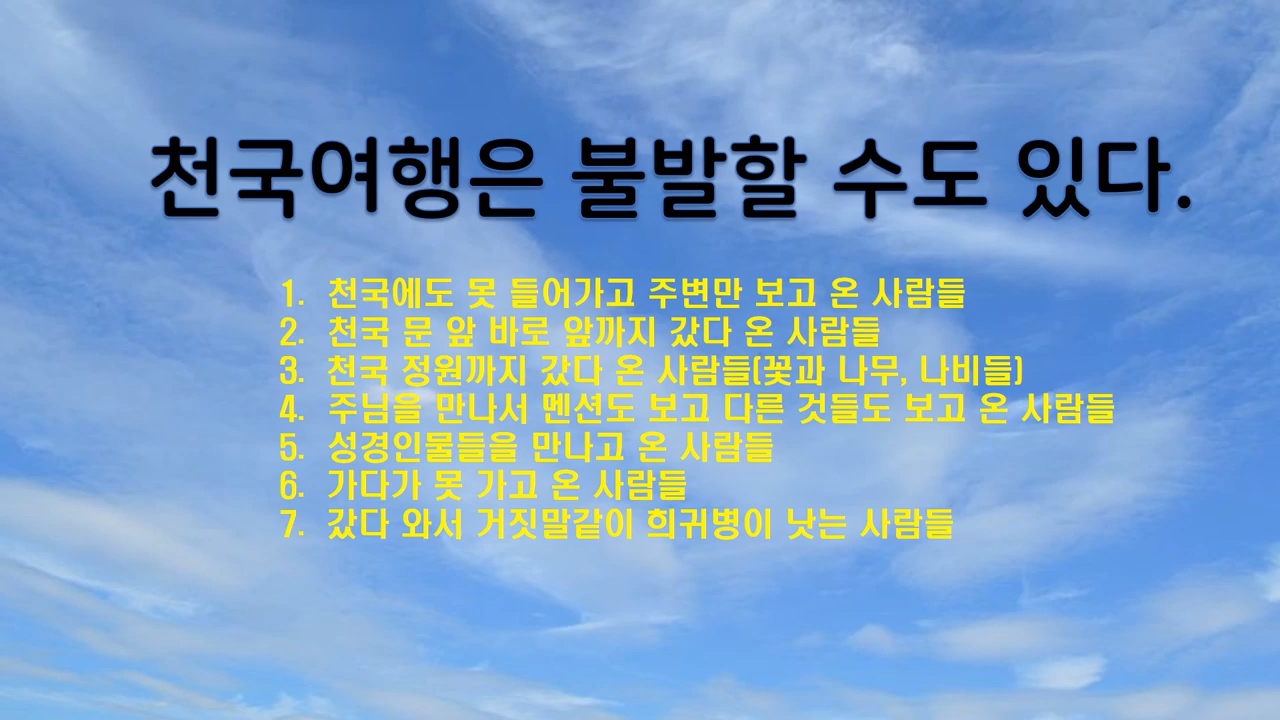 천국여행은 불발할 수도 있다.
1. 천국에도 못 들어가고 주변만 보고 온 사람들
2. 천국 문 앞 바로 앞까지 갔다 온 사람들
3. 천국 정원까지 갔다 온 사람들(꽃과 나무, 나비들)
4. 주님을 만나서 멘션도 보고 다른 것들도 보고 온 사람들
5. 성경인물들을 만나고 온 사람들
6. 가다가 못 가고 온 사람들
7. 갔다 와서 거짓말같이 희귀병이 낫는 사람들